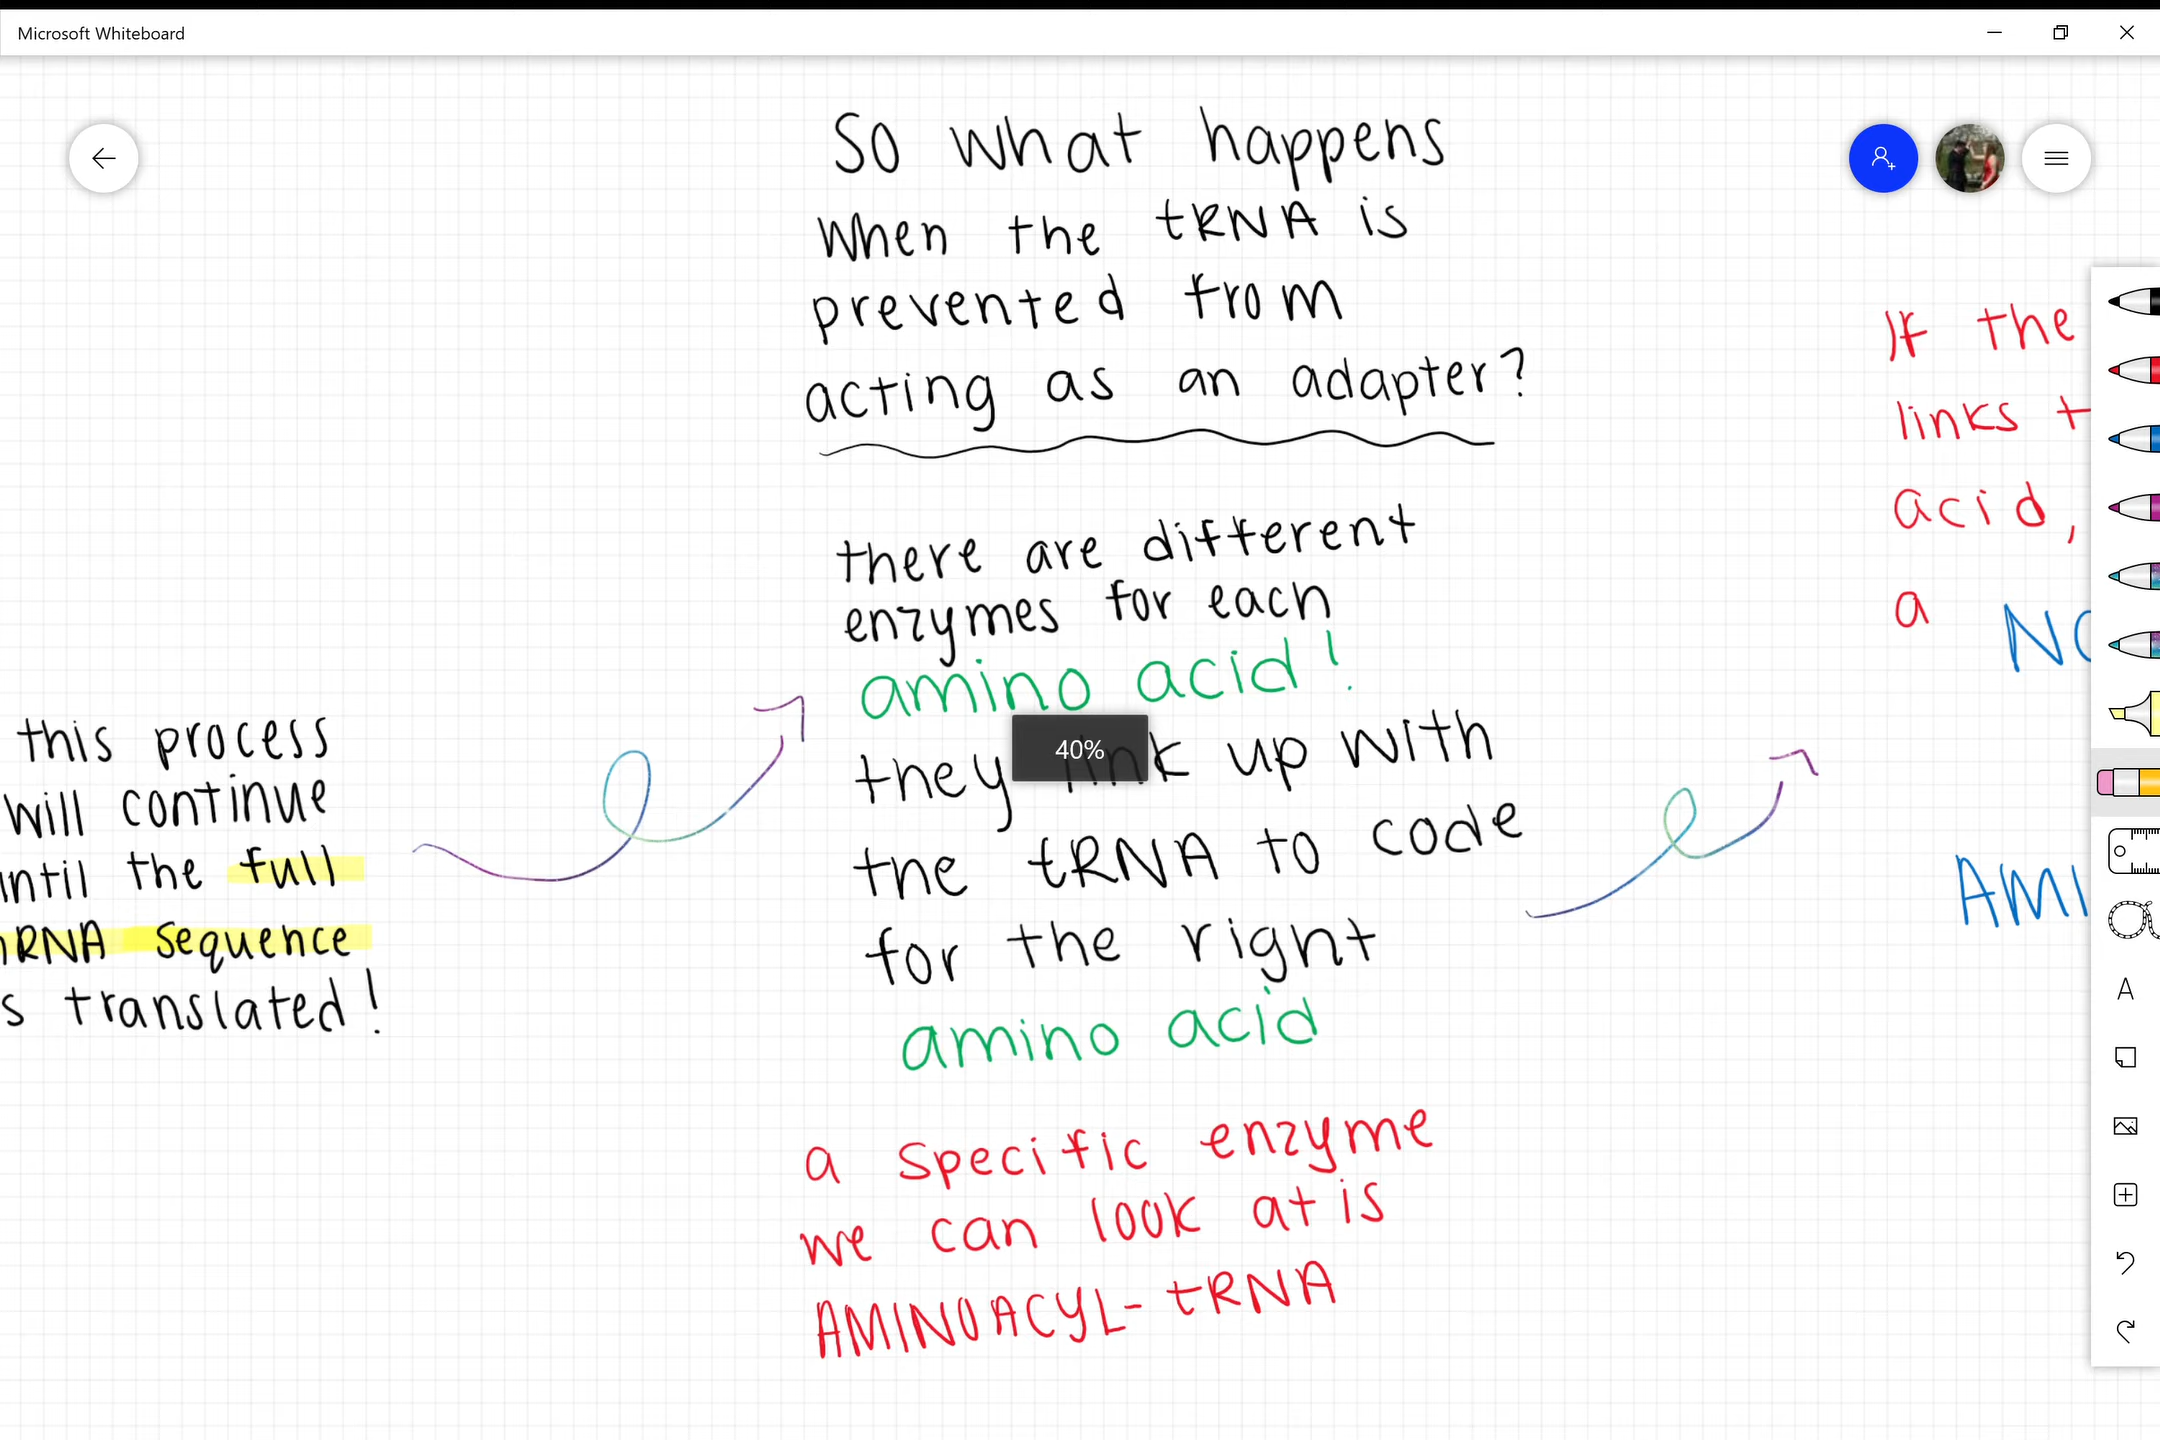 Microsoft Whiteboard
So what happens
When the tRNA is
prevented from
acting as an adapter?
there are different
enzymes for each
amino acid!
they link up with
the tRNA to code
for the right
amino acid
a specific enzyme
we can look at is
AMINOACYL-tRNA
40%
this process
will continue
until the full
RNA sequence
s translated!
If the
links t
acid,
a NO
AMI
A